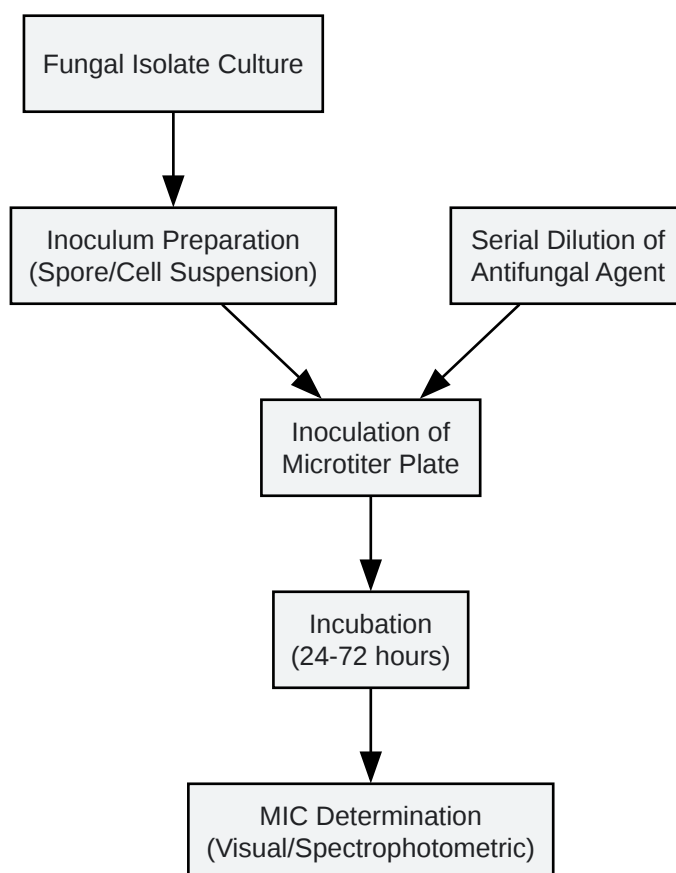 Fungal Isolate Culture
Inoculum Preparation
(Spore/Cell Suspension)
Serial Dilution of
Antifungal Agent
Inoculation of
Microtiter Plate
Incubation
(24-72 hours)
MIC Determination
(Visual/Spectrophotometric)